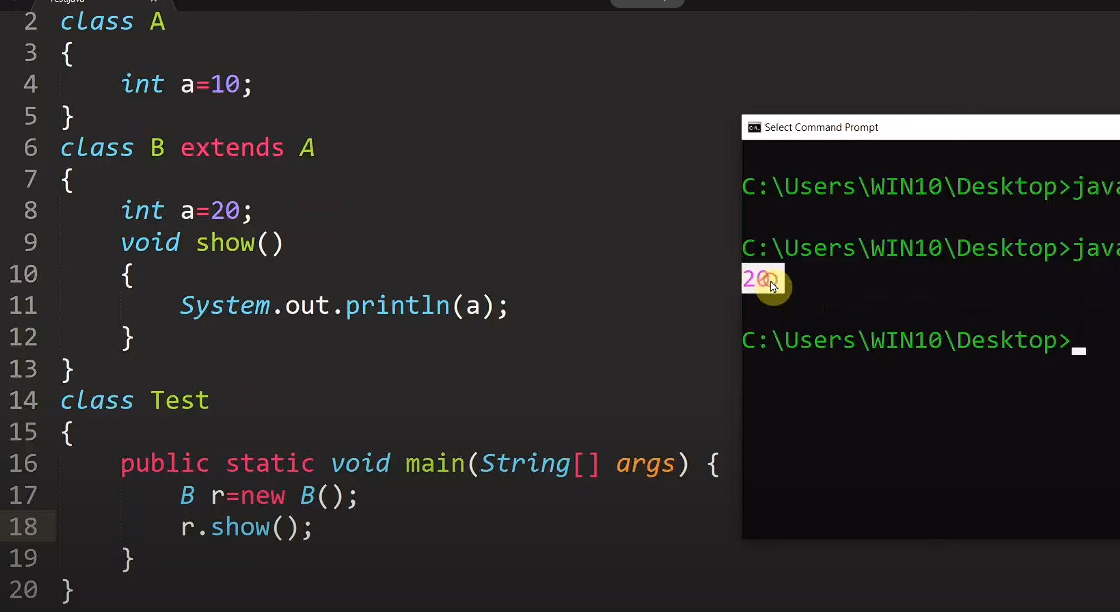 Test.java
2 class A
3 {
4 int a=10;
5 }
6 class B extends A
7 {
8 int a=20;
9 void show()
10 {
11 System.out.println(a);
12 }
13 }
14 class Test
15 {
16 public static void main(String[] args) {
17 B r=new B();
18 r.show();
19 }
20 }
Select Command Prompt
C:\Users\WIN10\Desktop>java
C:\Users\WIN10\Desktop>java
20
C:\Users\WIN10\Desktop>